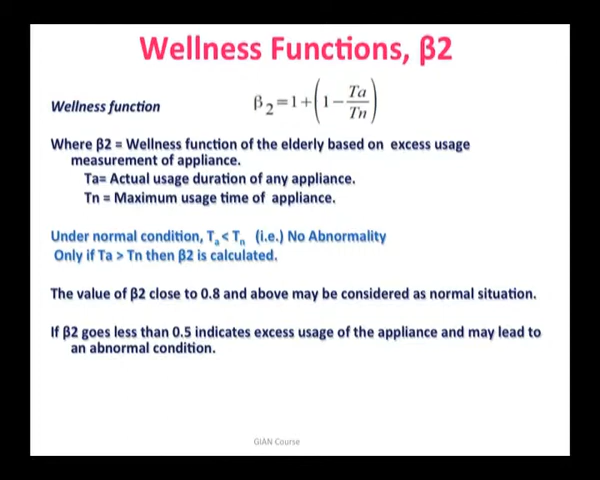 Wellness Functions, β2
Wellness function β2=1+(1−Ta/Tn)
Where β2 = Wellness function of the elderly based on excess usage
measurement of appliance.
Ta= Actual usage duration of any appliance.
Tn = Maximum usage time of appliance.
Under normal condition, Ta< Tn (i.e.) No Abnormality
Only if Ta > Tn then β2 is calculated.
The value of β2 close to 0.8 and above may be considered as normal situation.
If β2 goes less than 0.5 indicates excess usage of the appliance and may lead to
an abnormal condition.
GIAN Course